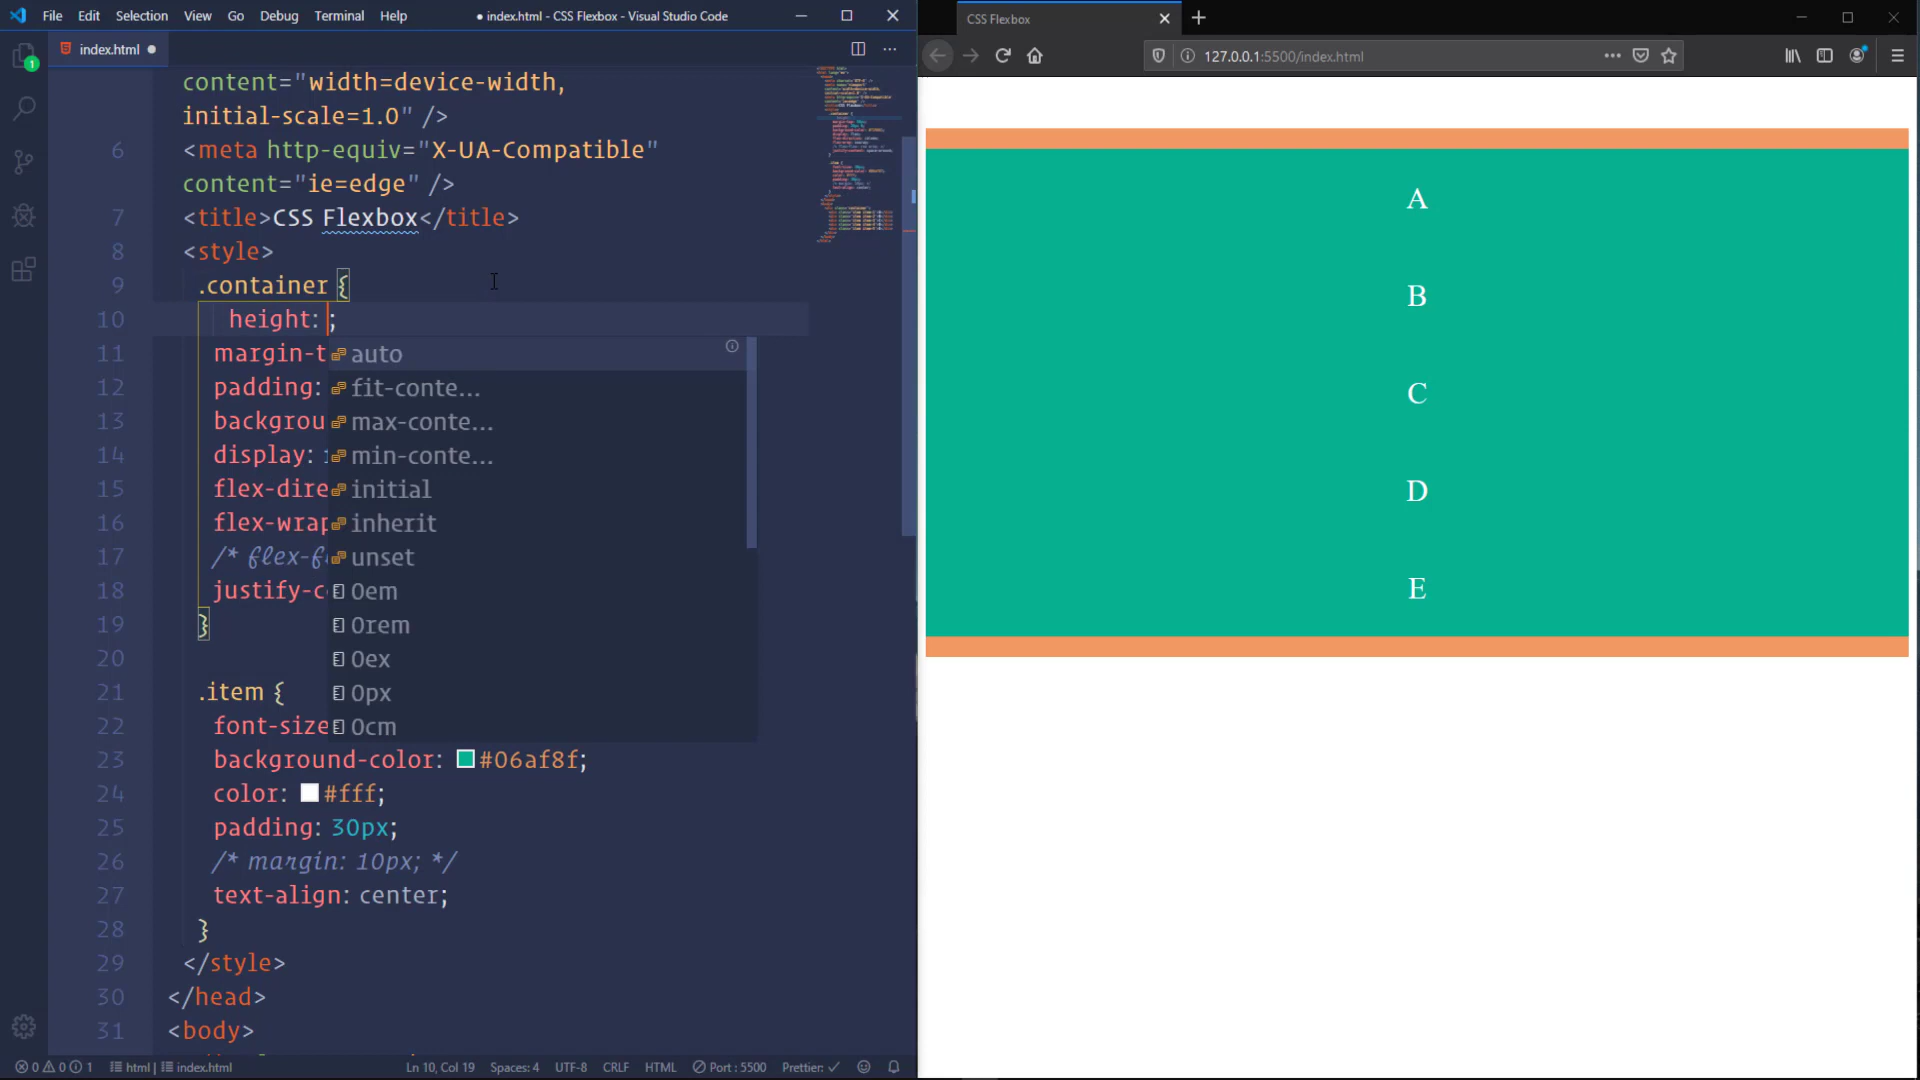 File Edit Selection View Go Debug Terminal Help
● index.html - CSS Flexbox - Visual Studio Code
index.html
content="width=device-width,
initial-scale=1.0" />
6 <meta http-equiv="X-UA-Compatible"
content="ie=edge" />
7 <title>CSS Flexbox</title>
8 <style>
9 .container {
10 height: ;
11 margin-t
12 padding:
13 backgrou
14 display:
15 flex-dire
16 flex-wrap
17 /* flex-f
18 justify-c
19 }
20
21 .item {
22 font-size
23 background-color: #06af8f;
24 color: #fff;
25 padding: 30px;
26 /* margin: 10px; */
27 text-align: center;
28 }
29 </style>
30 </head>
31 <body>
auto
fit-conte...
max-conte...
min-conte...
initial
inherit
unset
0em
0rem
0ex
0px
0cm
0 0 1 html | index.html Ln 10, Col 19 Spaces: 4 UTF-8 CRLF HTML Port : 5500 Prettier: ✓
CSS Flexbox
127.0.0.1:5500/index.html
A
B
C
D
E